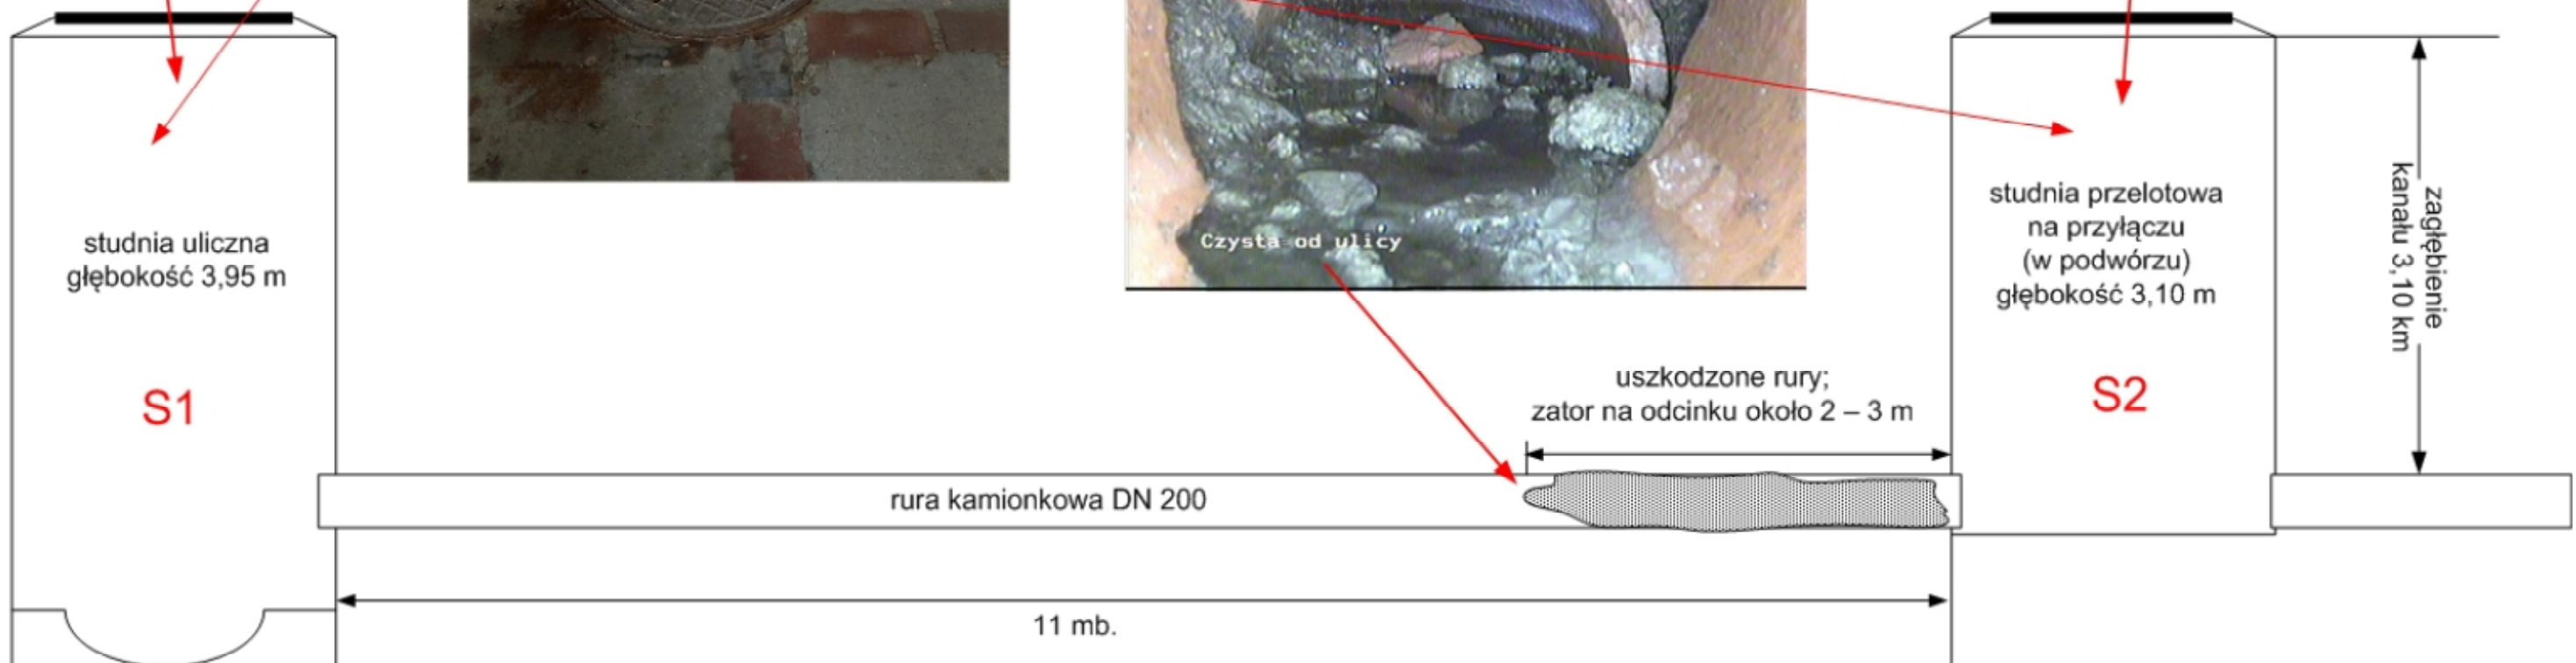 studnia uliczna
głębokość 3,95 m
S1
Czysta od ulicy
uszkodzone rury;
zator na odcinku około 2 – 3 m
rura kamionkowa DN 200
11 mb.
studnia przelotowa
na przyłączu
(w podwórzu)
głębokość 3,10 m
S2
zagłębienie
kanału 3,10 km